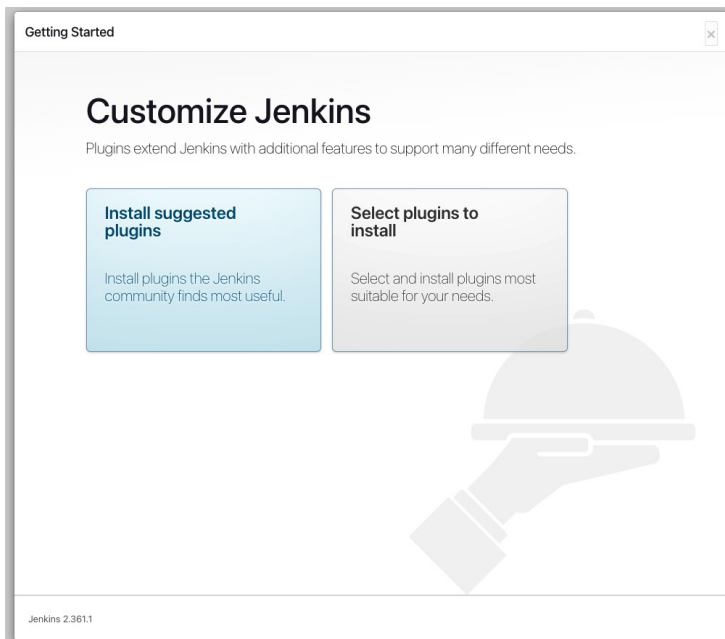 Getting Started
×
Customize Jenkins
Plugins extend Jenkins with additional features to support many different needs.
Install suggested
plugins
Install plugins the Jenkins
community finds most useful.
Select plugins to
install
Select and install plugins most
suitable for your needs.
Jenkins 2.361.1